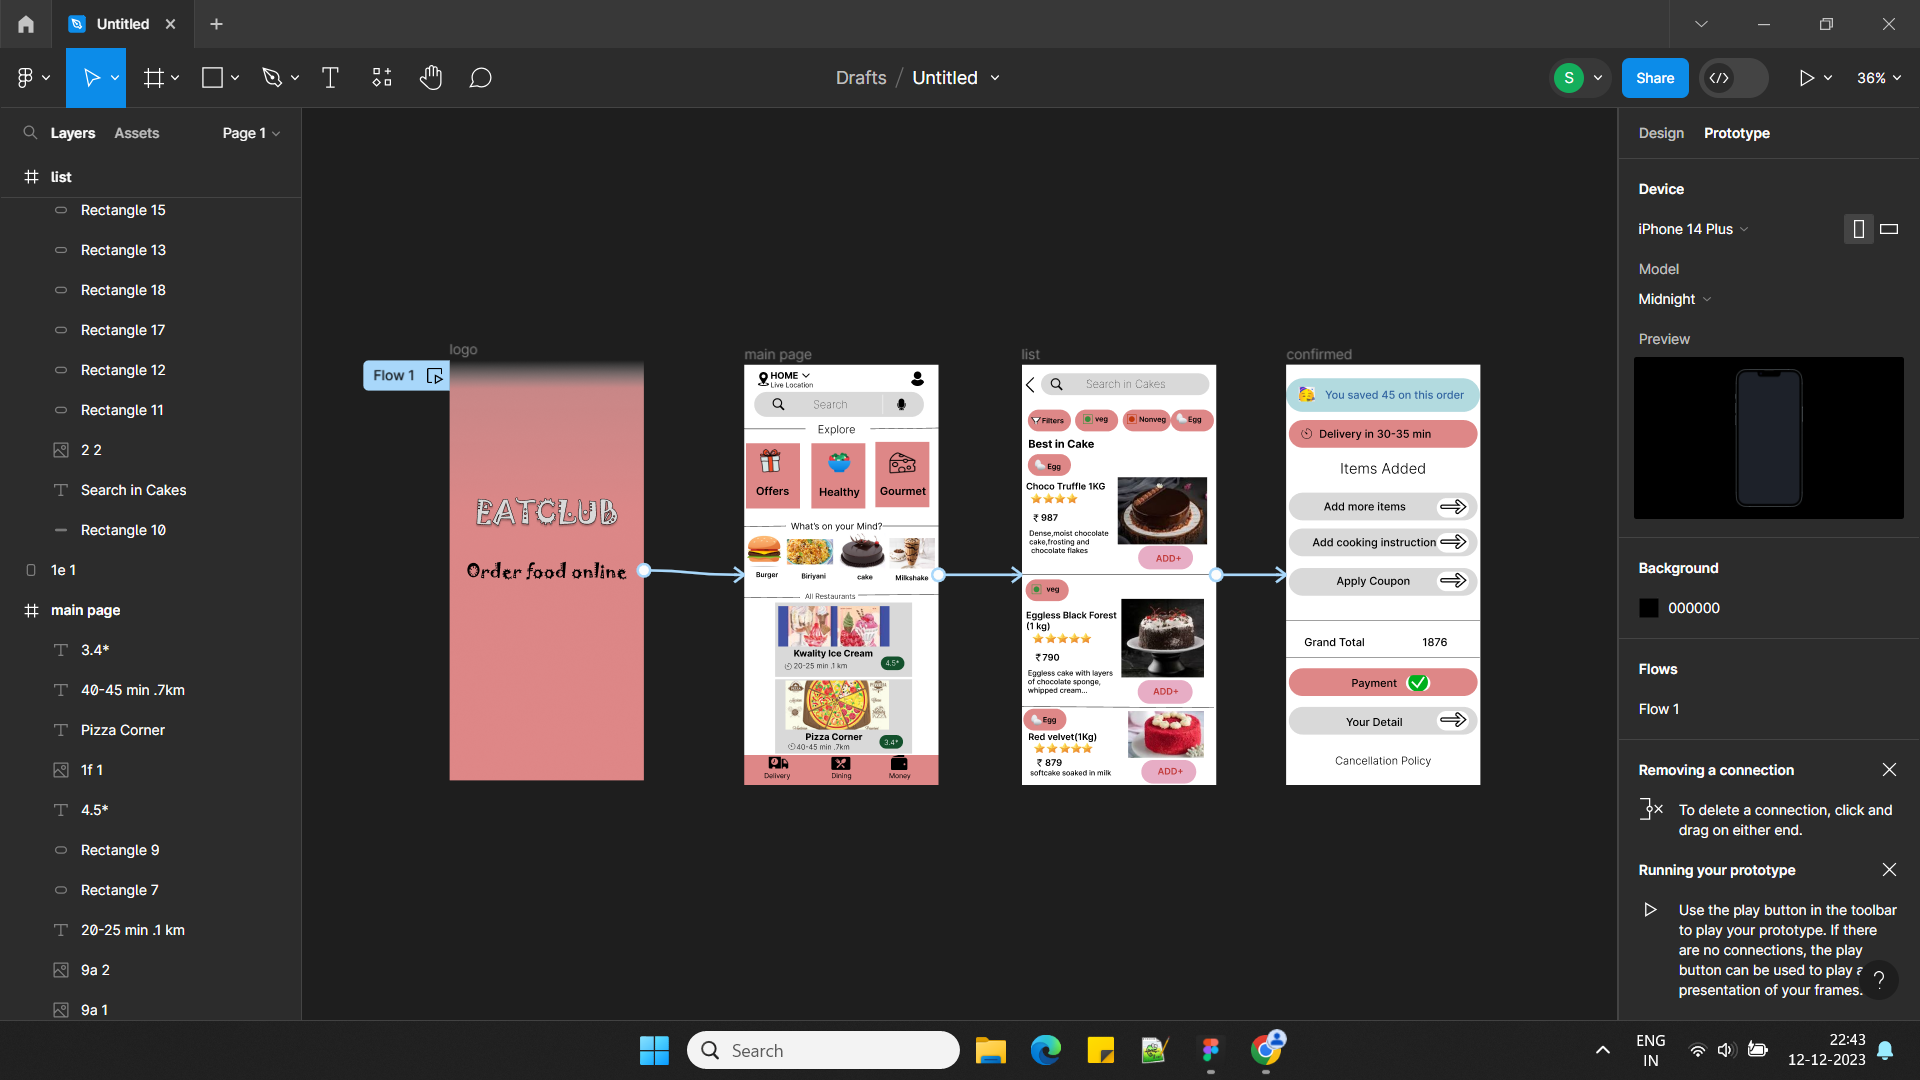 Untitled
Drafts / Untitled
S
Share
36%
Layers
Assets
Page 1
list
Rectangle 15
Rectangle 13
Rectangle 18
Rectangle 17
Rectangle 12
Rectangle 11
2 2
Search in Cakes
Rectangle 10
1e 1
main page
3.4*
40-45 min .7km
Pizza Corner
1f 1
4.5*
Rectangle 9
Rectangle 7
20-25 min .1 km
9a 2
9a 1
Flow 1
logo
EATCLUB
Order food online
main page
HOME
Live Location
Search
Explore
Offers
Healthy
Gourmet
What's on your Mind?
Burger
Biriyani
cake
Milkshake
All Restaurants
Kwality Ice Cream
20-25 min .1 km
4.5*
Pizza Corner
40-45 min .7km
3.4*
Delivery
Dining
Money
list
Search in Cakes
Filters
veg
Nonveg
Egg
Best in Cake
Egg
Choco Truffle 1KG
₹ 987
Dense,moist chocolate
cake,frosting and
chocolate flakes
ADD+
veg
Eggless Black Forest
(1 kg)
₹790
Eggless cake with layers
of chocolate sponge,
whipped cream...
ADD+
Egg
Red velvet(1Kg)
₹ 879
softcake soaked in milk
ADD+
confirmed
You saved 45 on this order
Delivery in 30-35 min
Items Added
Add more items
Add cooking instruction
Apply Coupon
Grand Total 1876
Payment
Your Detail
Cancellation Policy
Design
Prototype
Device
iPhone 14 Plus
Model
Midnight
Preview
Background
000000
Flows
Flow 1
Removing a connection
To delete a connection, click and
drag on either end.
Running your prototype
Use the play button in the toolbar
to play your prototype. If there
are no connections, the play
button can be used to play a
presentation of your frames.
?
Search
ENG
IN
22:43
12-12-2023